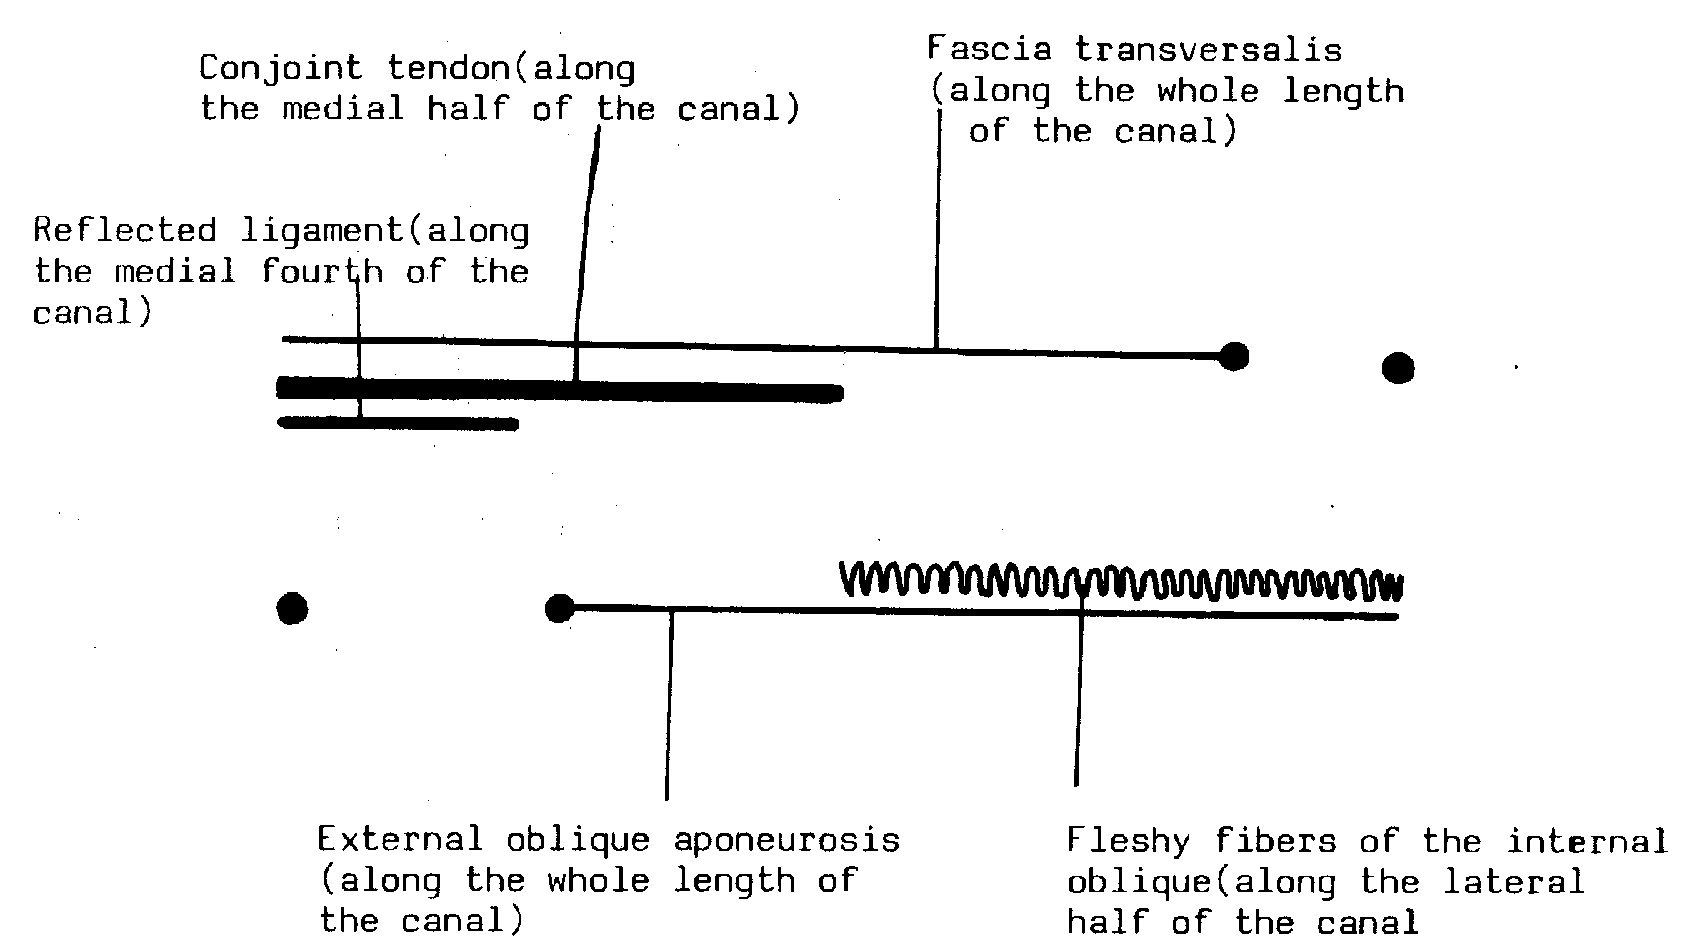 Conjoint tendon(along
the medial half of the canal)
Fascia transversalis
(along the whole length
of the canal)
Reflected ligament(along
the medial fourth of the
canal)
External oblique aponeurosis
(along the whole length of
the canal)
Fleshy fibers of the internal
oblique(along the lateral
half of the canal